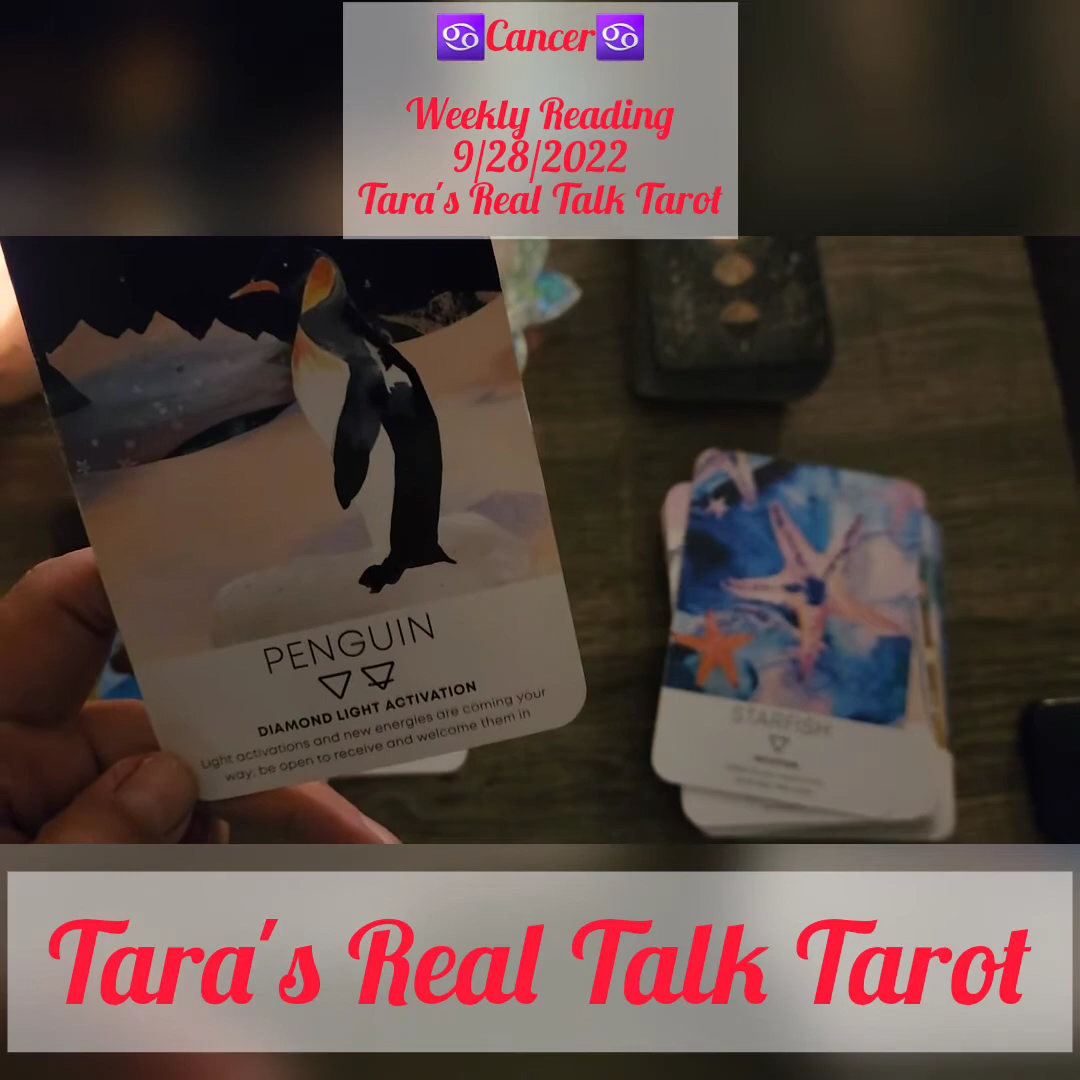 ♋Cancer♋
Weekly Reading
9/28/2022
Tara's Real Talk Tarot
PENGUIN
DIAMOND LIGHT ACTIVATION
Light activations and new energies are coming your
way; be open to receive and welcome them in
STARFISH
Tara's Real Talk Tarot